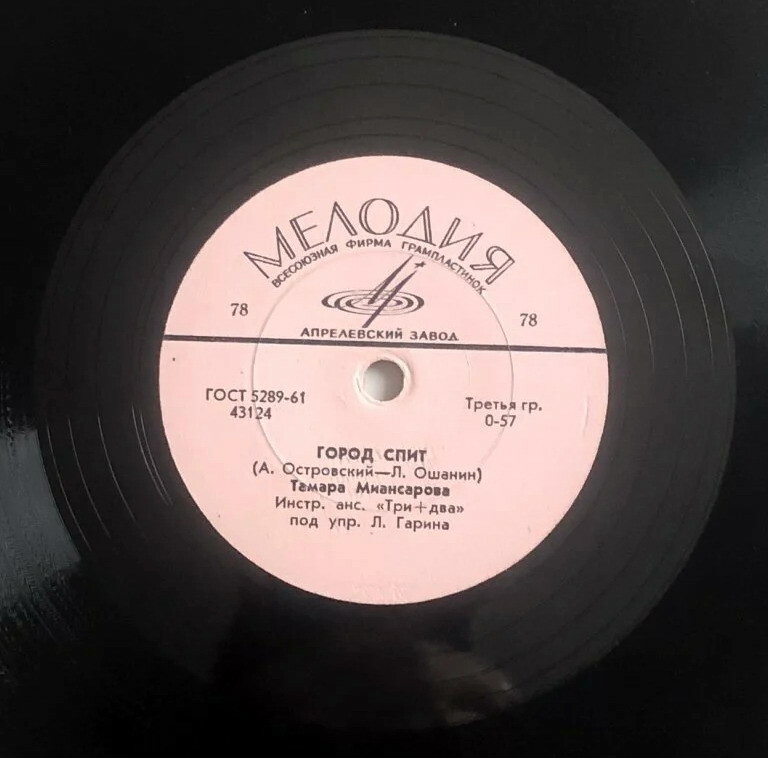 МЕЛОДИЯ
ВСЕСОЮЗНАЯ ФИРМА ГРАМПЛАСТИНОК
78
78
АПРЕЛЕВСКИЙ ЗАВОД
ГОСТ 5289-61
43124
Третья гр.
0-57
ГОРОД СПИТ
(А. Островский—Л. Ошанин)
Тамара Миансарова
Инстр. анс. «Три+два»
под упр. Л. Гарина